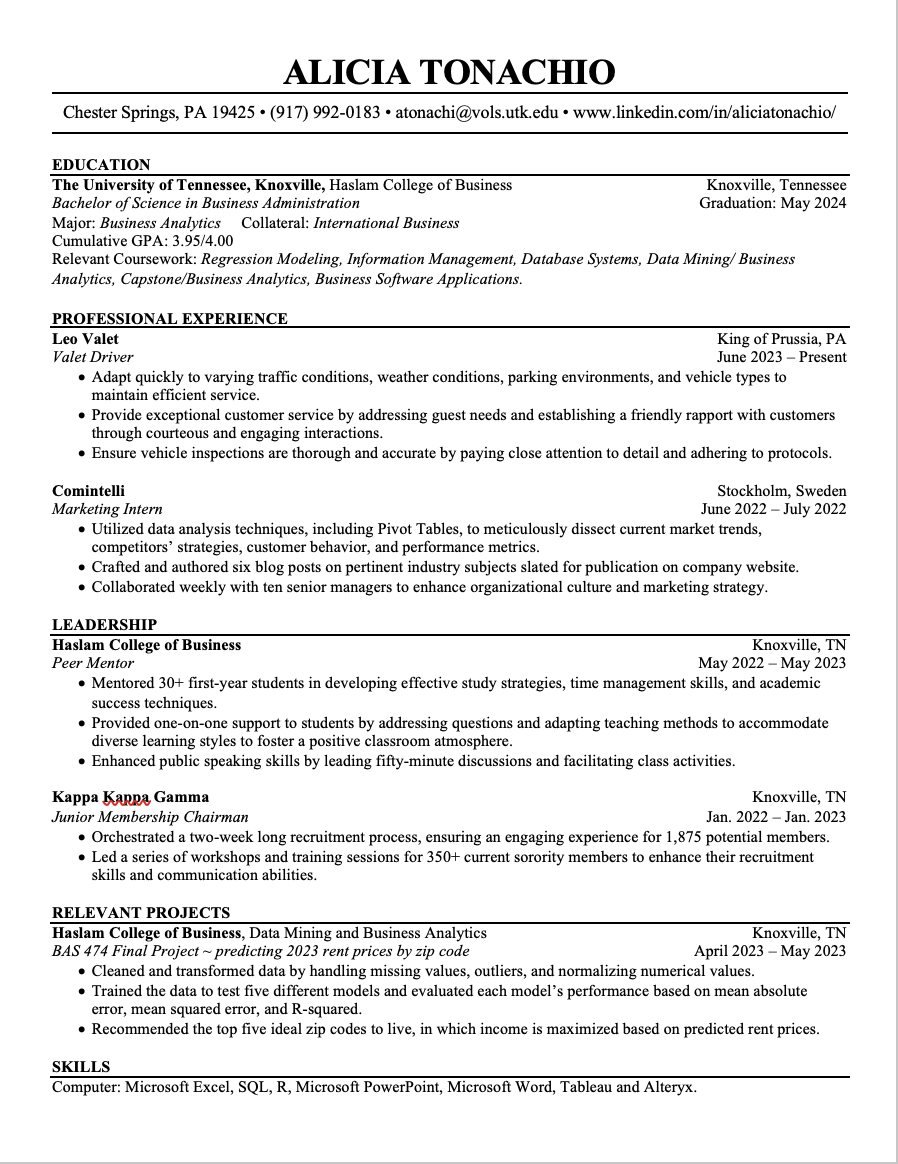 ALICIA TONACHIO
Chester Springs, PA 19425 • (917) 992-0183 • atonachi@vols.utk.edu • www.linkedin.com/in/aliciatonachio/
EDUCATION
The University of Tennessee, Knoxville, Haslam College of Business Knoxville, Tennessee
Bachelor of Science in Business Administration Graduation: May 2024
Major: Business Analytics Collateral: International Business
Cumulative GPA: 3.95/4.00
Relevant Coursework: Regression Modeling, Information Management, Database Systems, Data Mining/ Business
Analytics, Capstone/Business Analytics, Business Software Applications.
PROFESSIONAL EXPERIENCE
Leo Valet King of Prussia, PA
Valet Driver June 2023 – Present
• Adapt quickly to varying traffic conditions, weather conditions, parking environments, and vehicle types to
maintain efficient service.
• Provide exceptional customer service by addressing guest needs and establishing a friendly rapport with customers
through courteous and engaging interactions.
• Ensure vehicle inspections are thorough and accurate by paying close attention to detail and adhering to protocols.
Comintelli Stockholm, Sweden
Marketing Intern June 2022 – July 2022
• Utilized data analysis techniques, including Pivot Tables, to meticulously dissect current market trends,
competitors’ strategies, customer behavior, and performance metrics.
• Crafted and authored six blog posts on pertinent industry subjects slated for publication on company website.
• Collaborated weekly with ten senior managers to enhance organizational culture and marketing strategy.
LEADERSHIP
Haslam College of Business Knoxville, TN
Peer Mentor May 2022 – May 2023
• Mentored 30+ first-year students in developing effective study strategies, time management skills, and academic
success techniques.
• Provided one-on-one support to students by addressing questions and adapting teaching methods to accommodate
diverse learning styles to foster a positive classroom atmosphere.
• Enhanced public speaking skills by leading fifty-minute discussions and facilitating class activities.
Kappa Kappa Gamma Knoxville, TN
Junior Membership Chairman Jan. 2022 – Jan. 2023
• Orchestrated a two-week long recruitment process, ensuring an engaging experience for 1,875 potential members.
• Led a series of workshops and training sessions for 350+ current sorority members to enhance their recruitment
skills and communication abilities.
RELEVANT PROJECTS
Haslam College of Business, Data Mining and Business Analytics Knoxville, TN
BAS 474 Final Project ~ predicting 2023 rent prices by zip code April 2023 – May 2023
• Cleaned and transformed data by handling missing values, outliers, and normalizing numerical values.
• Trained the data to test five different models and evaluated each model’s performance based on mean absolute
error, mean squared error, and R-squared.
• Recommended the top five ideal zip codes to live, in which income is maximized based on predicted rent prices.
SKILLS
Computer: Microsoft Excel, SQL, R, Microsoft PowerPoint, Microsoft Word, Tableau and Alteryx.